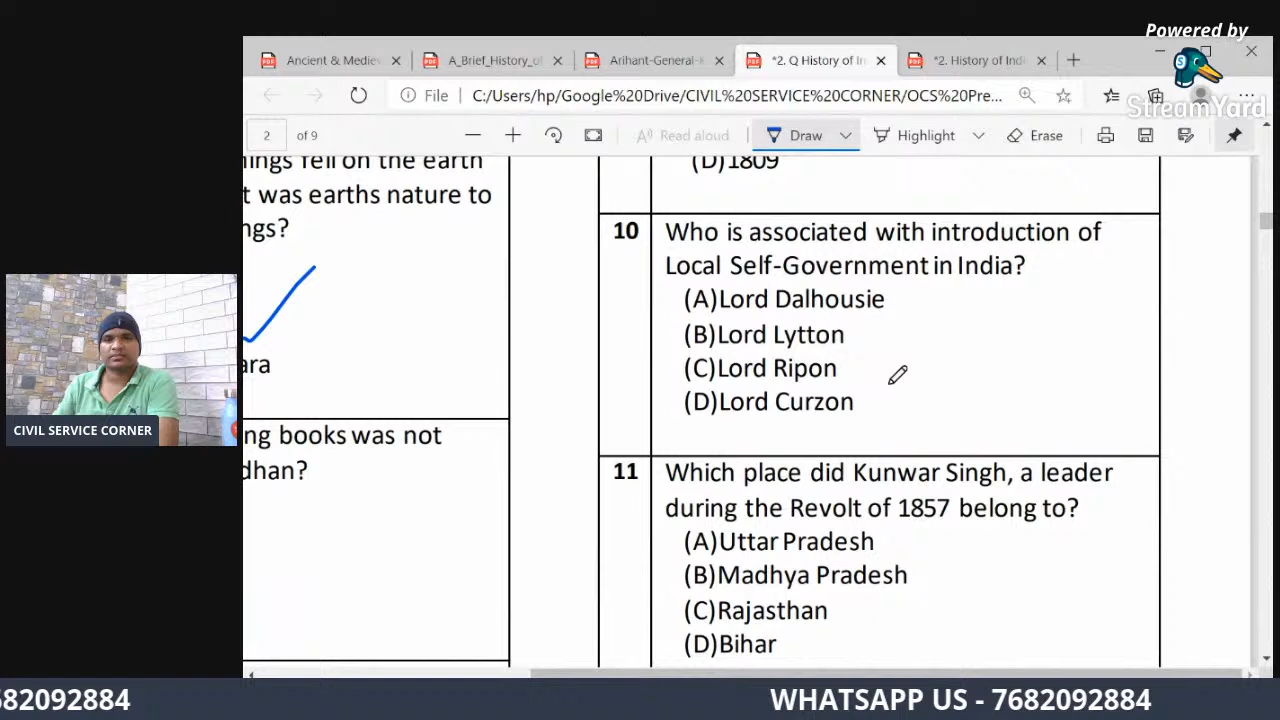 Powered by
StreamYard
Ancient & Mediev
A_Brief_History_of
Arihant-General-K
*2. Q History of In
*2. History of Indi
File C:/Users/hp/Google%20Drive/CIVIL%20SERVICE%20CORNER/OCS%20Pre...
2 of 9
Read aloud
Draw
Highlight
Erase
ings fell on the earth
t was earths nature to
ngs?
ara
ng books was not
dhan?
(D)1809
10 Who is associated with introduction of
Local Self-Government in India?
(A)Lord Dalhousie
(B)Lord Lytton
(C)Lord Ripon
(D)Lord Curzon
11 Which place did Kunwar Singh, a leader
during the Revolt of 1857 belong to?
(A)Uttar Pradesh
(B)Madhya Pradesh
(C)Rajasthan
(D)Bihar
CIVIL SERVICE CORNER
682092884
WHATSAPP US - 7682092884